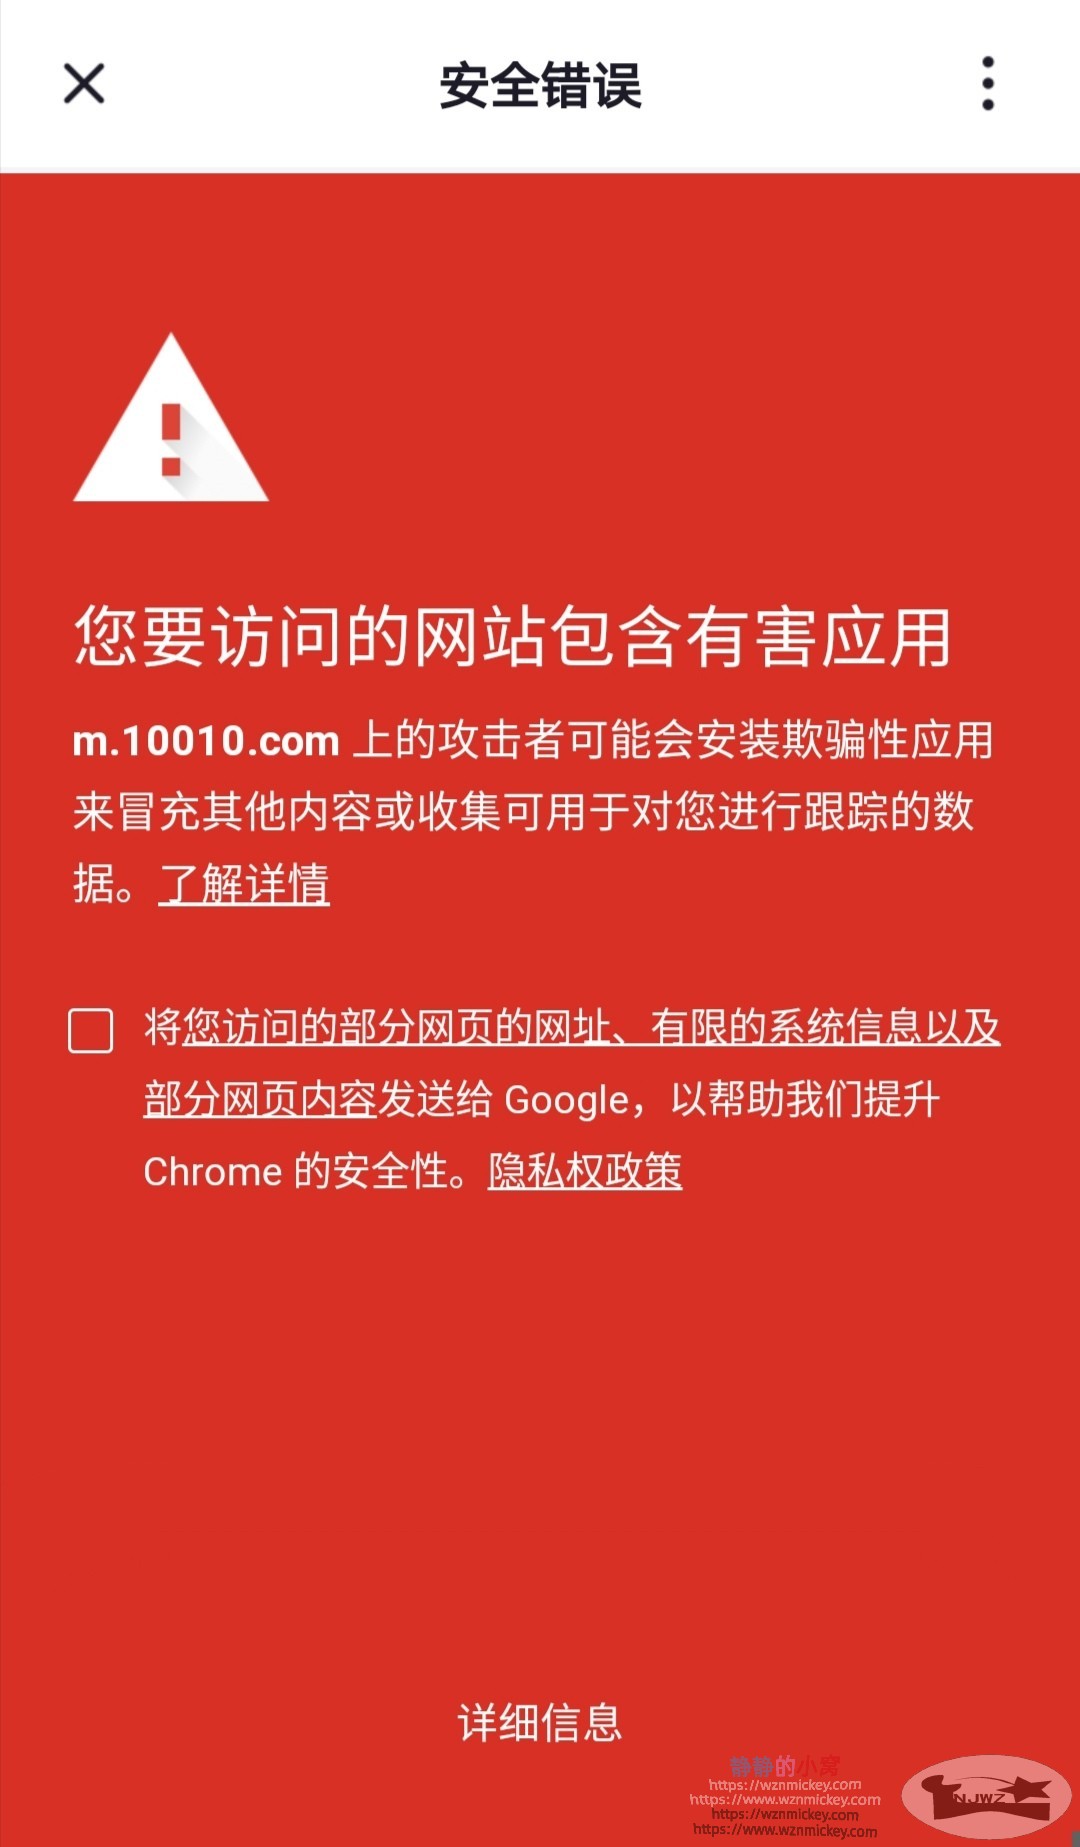 安全错误
您要访问的网站包含有害应用
m.10010.com 上的攻击者可能会安装欺骗性应用
来冒充其他内容或收集可用于对您进行跟踪的数
据。了解详情
将您访问的部分网页的网址、有限的系统信息以及
部分网页内容发送给 Google，以帮助我们提升
Chrome 的安全性。隐私权政策
详细信息
静静的小窝
https://wznmickey.com
https://www.wznmickey.com
https://wznmickey.com
https://www.wznmickey.com
NJWZ